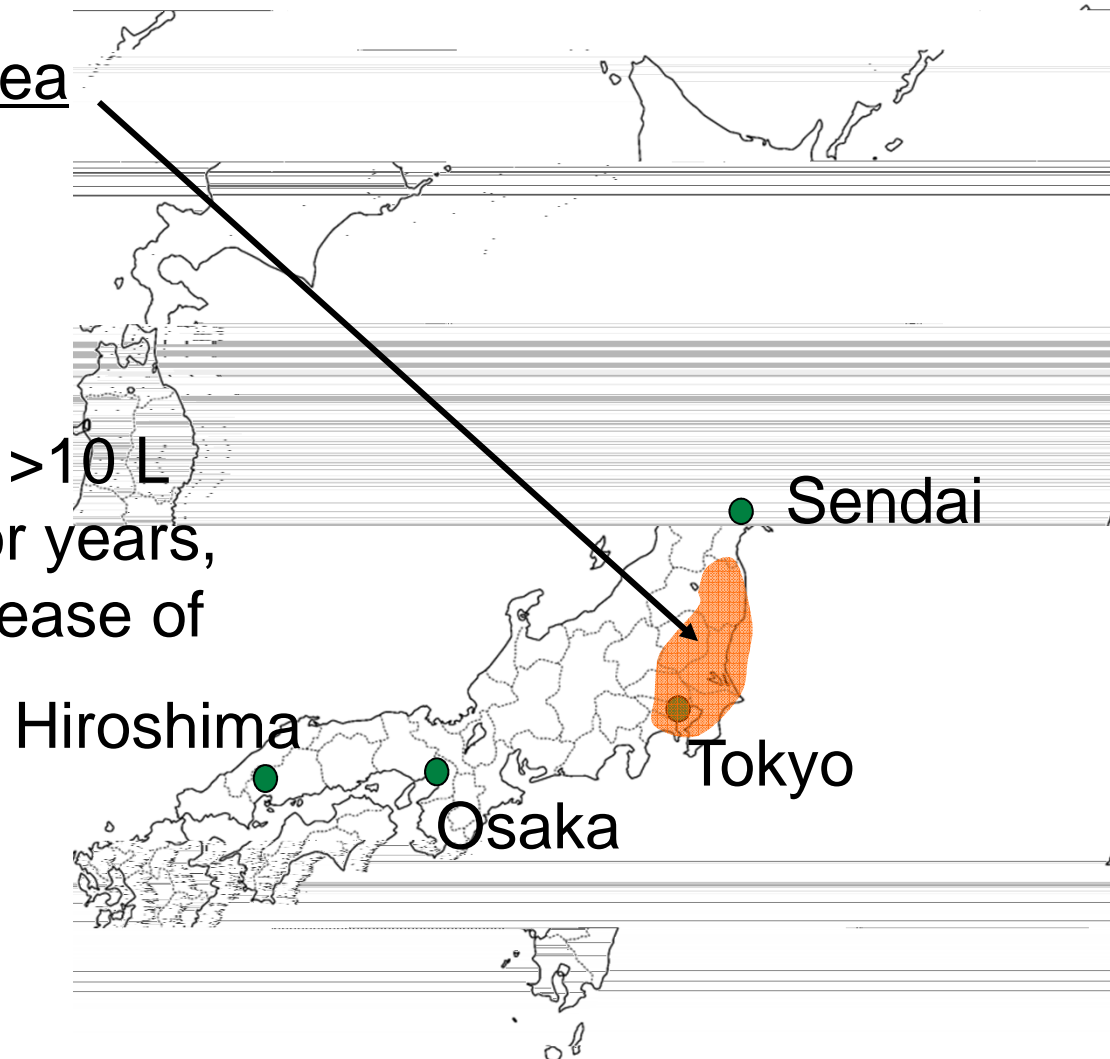 ea
>10 L
or years,
ease of
Sendai
Hiroshima
Tokyo
Osaka